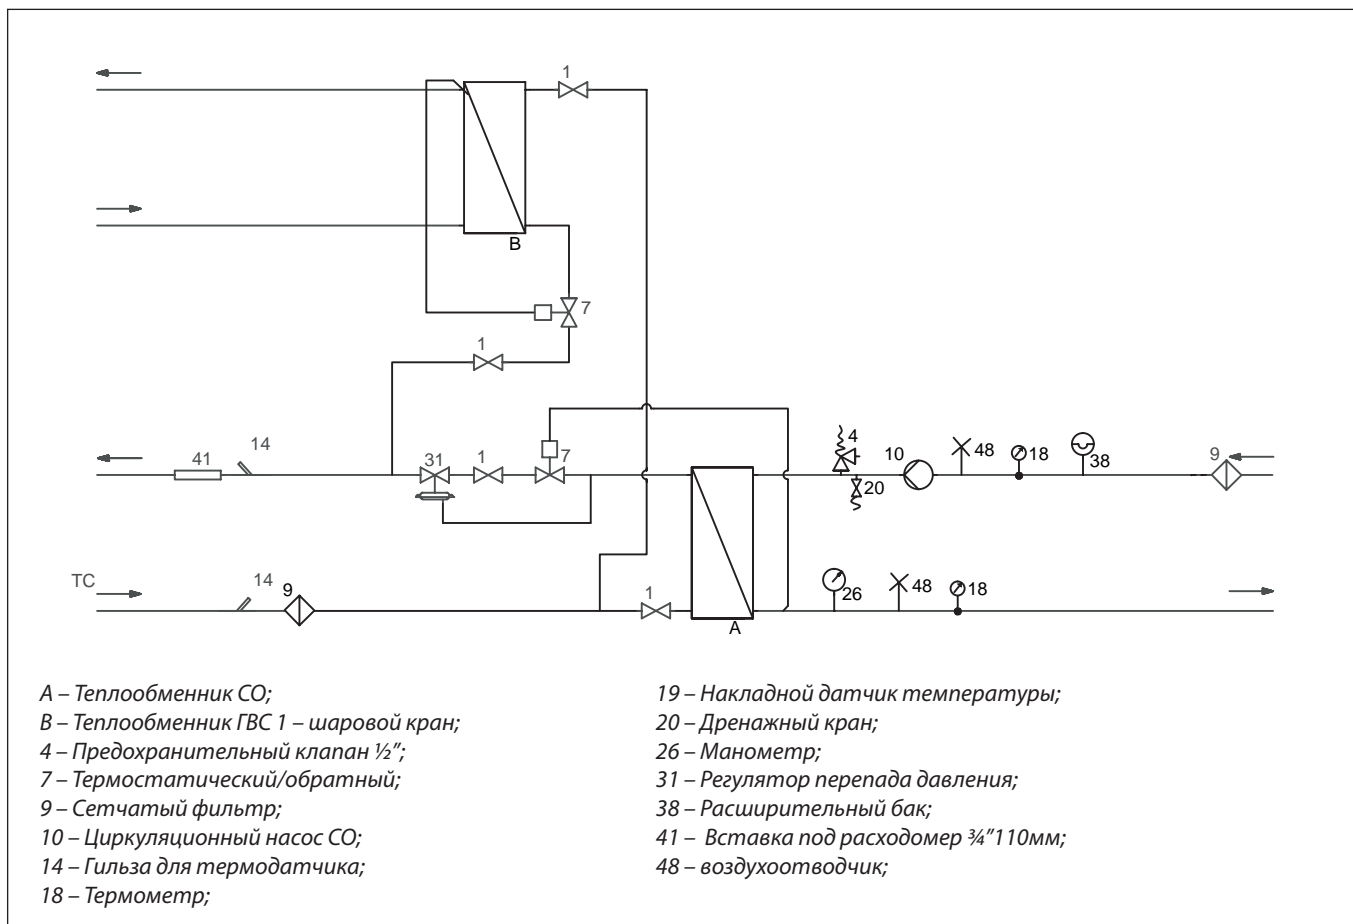 1
B
7
1
14
41
31
1
7
4
10
48
18
38
9
20
ТС
14
9
1
26
48
18
A
A – Теплообменник СО;
B – Теплообменник ГВС 1 – шаровой кран;
4 – Предохранительный клапан ½”;
7 – Термостатический/обратный;
9 – Сетчатый фильтр;
10 – Циркуляционный насос СО;
14 – Гильза для термодатчика;
18 – Термометр;
19 – Накладной датчик температуры;
20 – Дренажный кран;
26 – Манометр;
31 – Регулятор перепада давления;
38 – Расширительный бак;
41 – Вставка под расходомер ¾”110мм;
48 – воздухоотводчик;